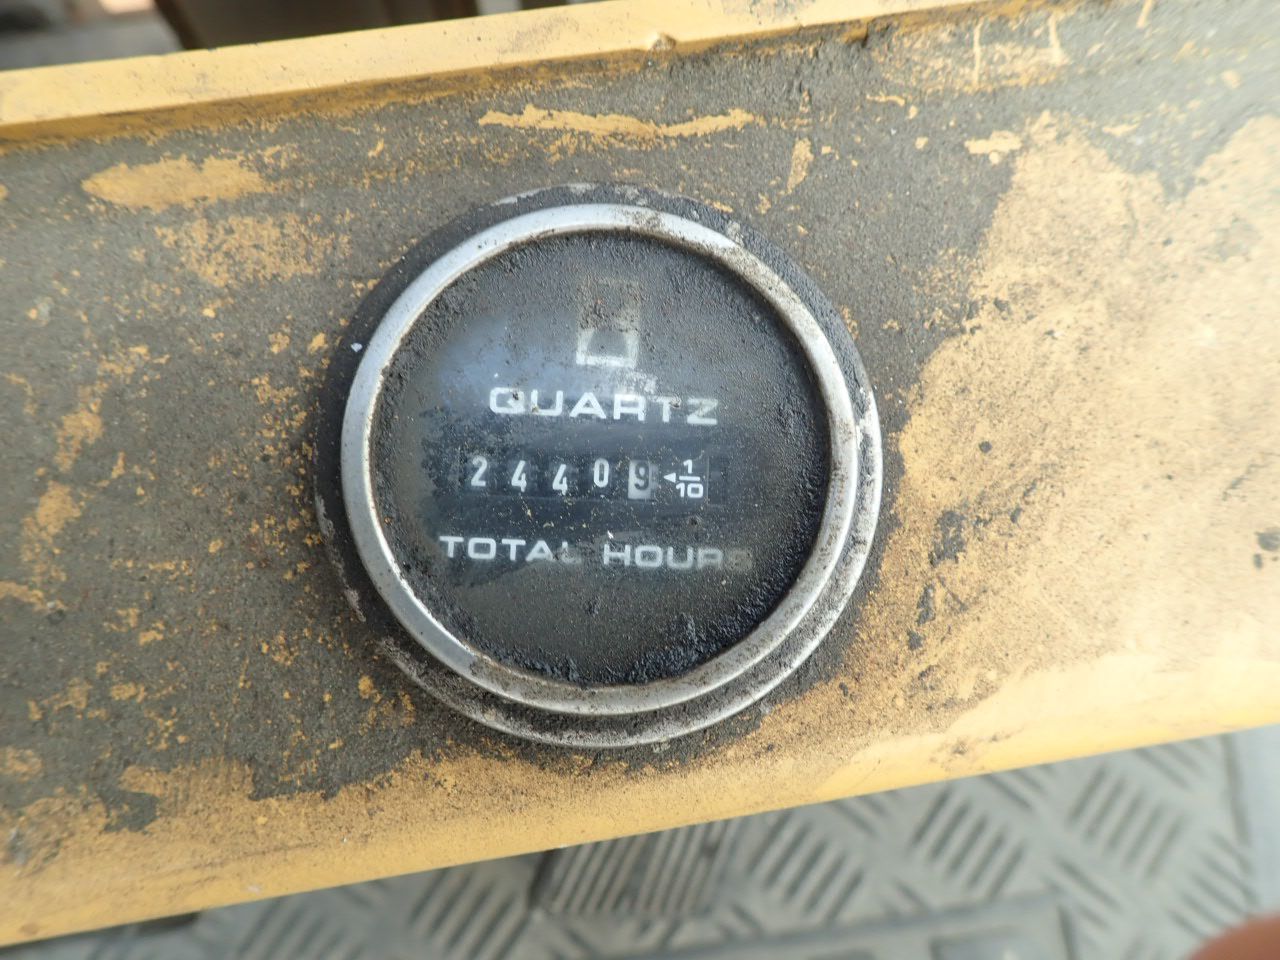 QUARTZ
24409 ◄1/10
TOTAL HOURS